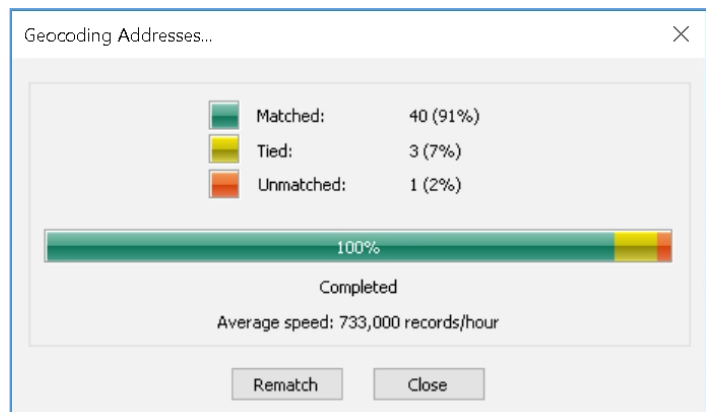 Geocoding Addresses...
Matched: 40 (91%)
Tied: 3 (7%)
Unmatched: 1 (2%)
100%
Completed
Average speed: 733,000 records/hour
Rematch Close